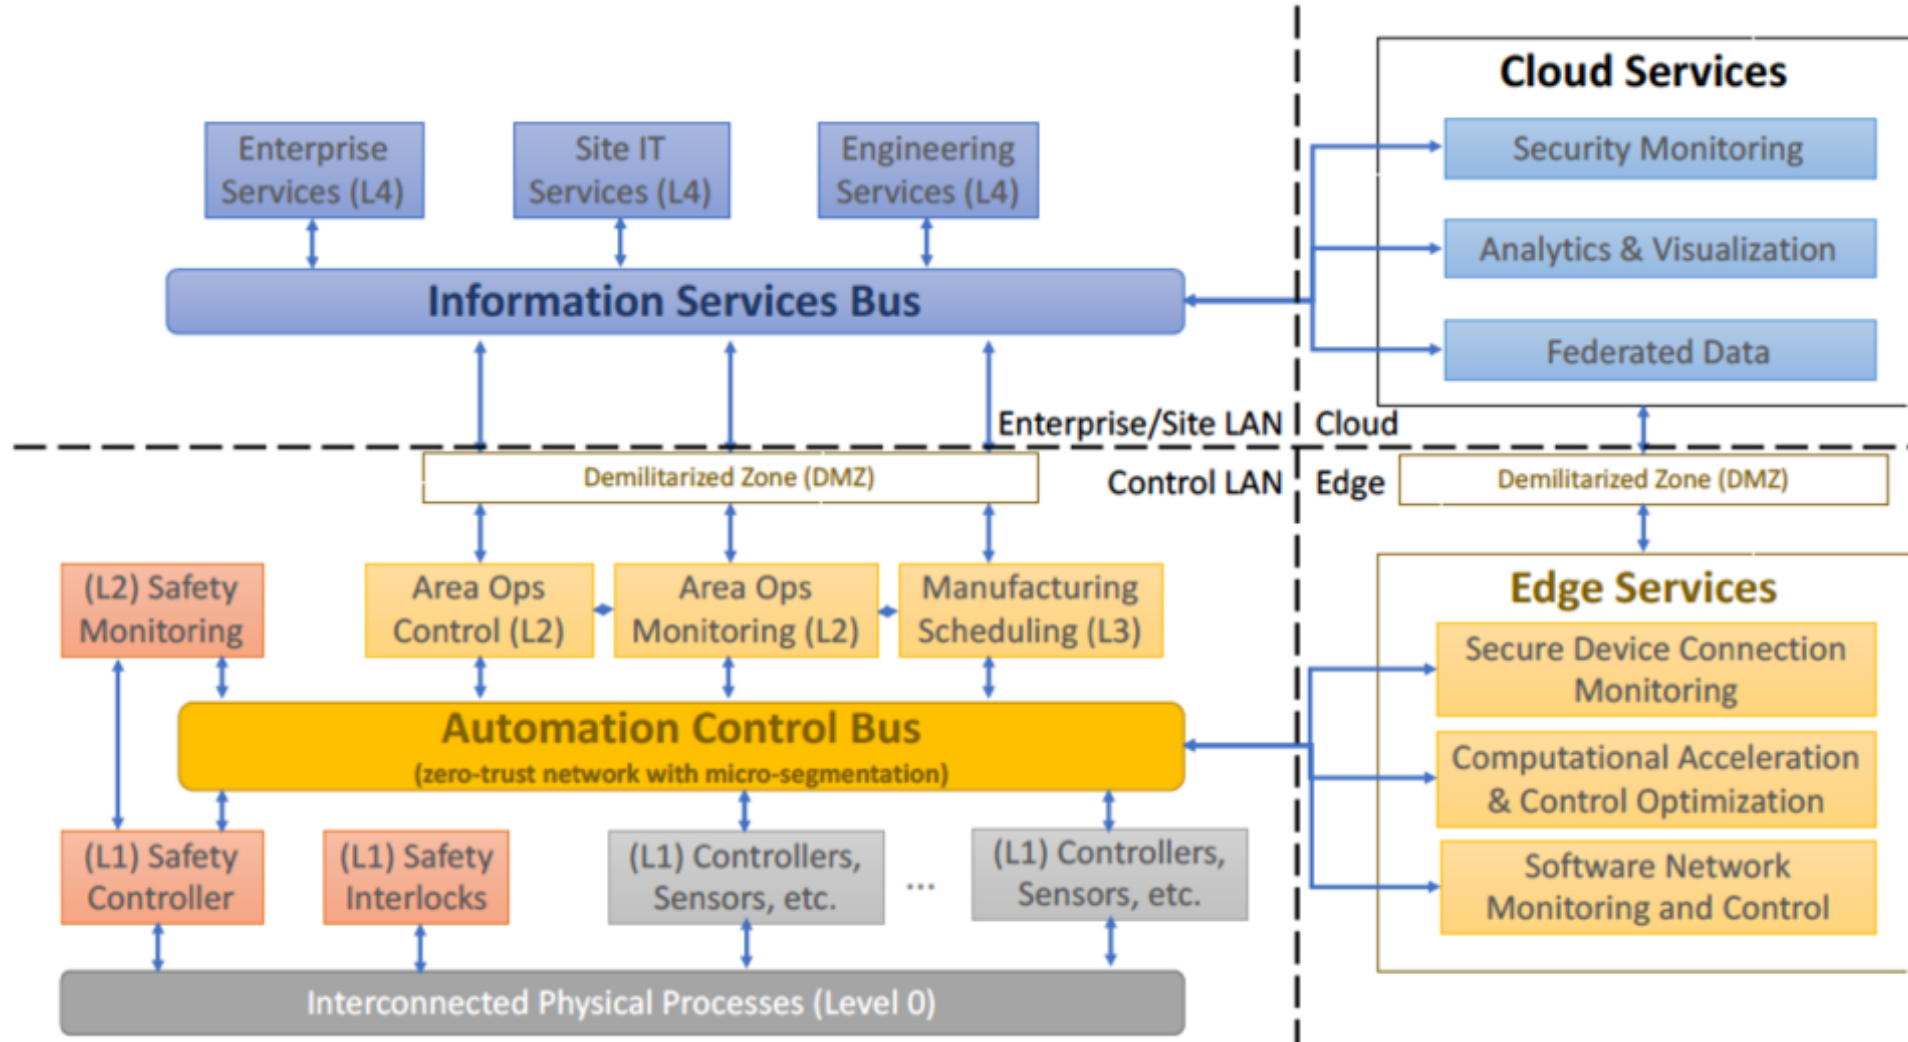 Cloud Services
Security Monitoring
Analytics & Visualization
Federated Data
Enterprise
Services (L4)
Site IT
Services (L4)
Engineering
Services (L4)
Information Services Bus
Enterprise/Site LAN
Cloud
Control LAN
Edge
Demilitarized Zone (DMZ)
Demilitarized Zone (DMZ)
(L2) Safety
Monitoring
Area Ops
Control (L2)
Area Ops
Monitoring (L2)
Manufacturing
Scheduling (L3)
Automation Control Bus
(zero-trust network with micro-segmentation)
(L1) Safety
Controller
(L1) Safety
Interlocks
(L1) Controllers,
Sensors, etc.
...
(L1) Controllers,
Sensors, etc.
Interconnected Physical Processes (Level 0)
Edge Services
Secure Device Connection
Monitoring
Computational Acceleration
& Control Optimization
Software Network
Monitoring and Control